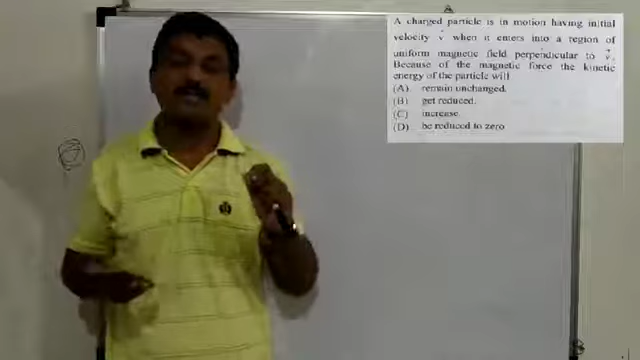 A charged particle is in motion having initial
velocity v⃗ when it enters into a region of
uniform magnetic field perpendicular to v⃗.
Because of the magnetic force the kinetic
energy of the particle will
(A) remain unchanged.
(B) get reduced.
(C) increase.
(D) be reduced to zero